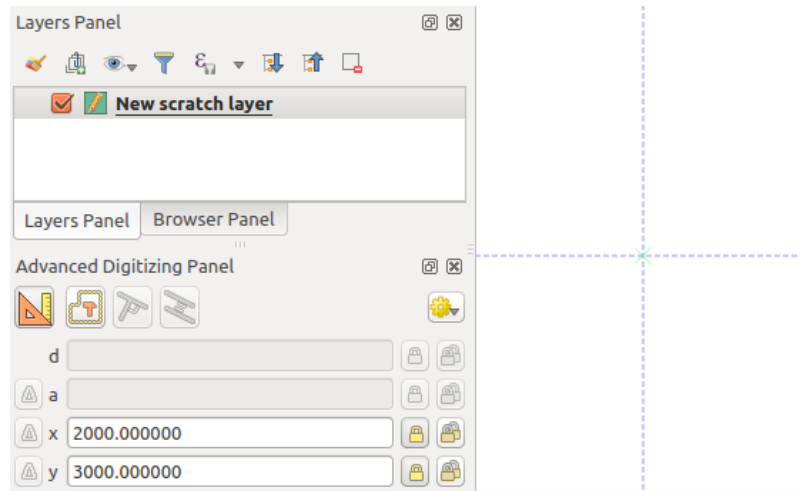 Layers Panel
New scratch layer
Layers Panel Browser Panel
Advanced Digitizing Panel
d
a
x 2000.000000
y 3000.000000